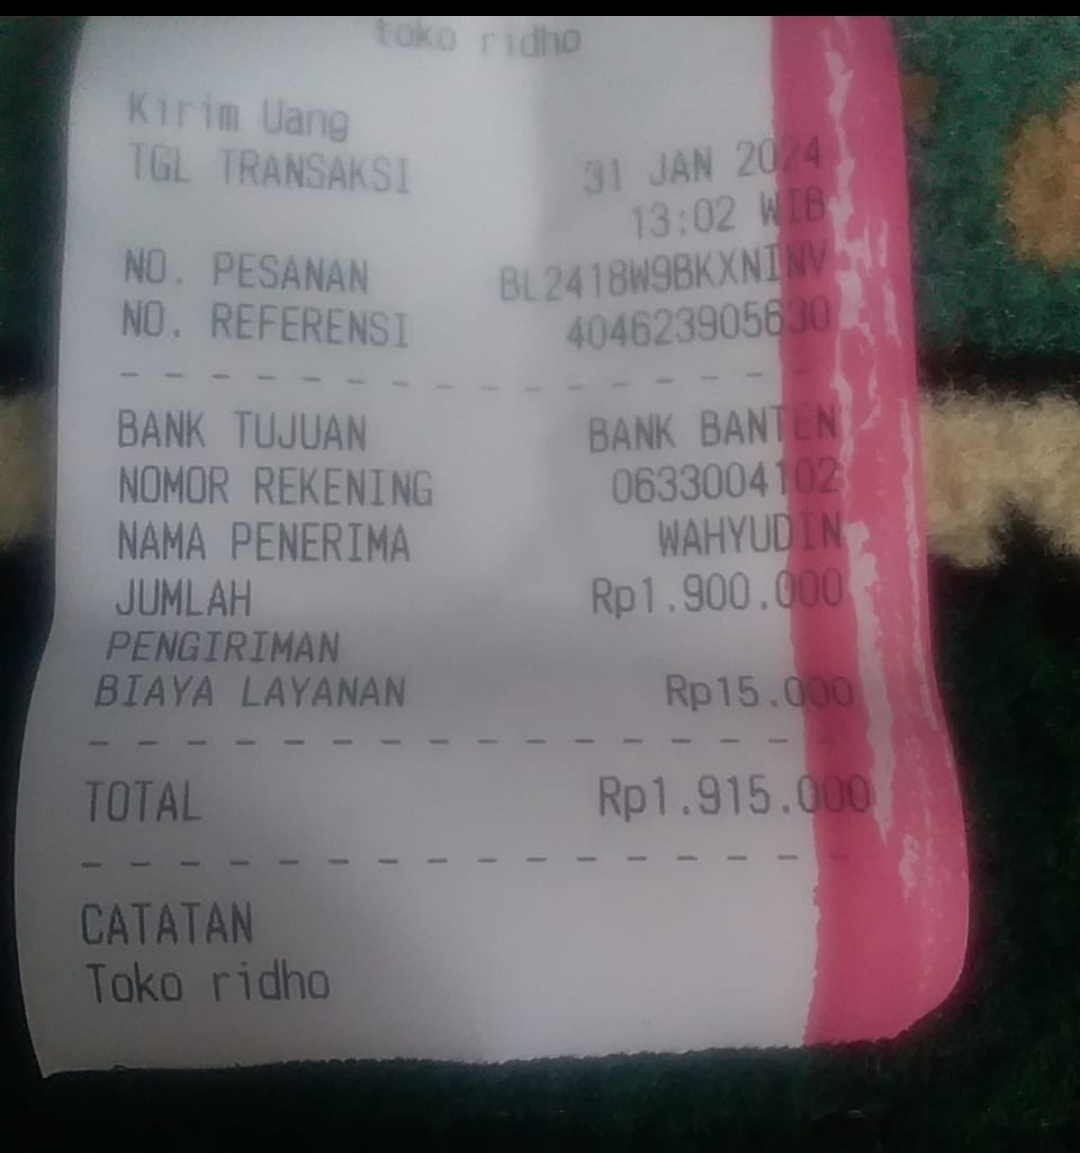 toko ridho
Kirim Uang
TGL TRANSAKSI 31 JAN 2024
13:02 WIB
NO. PESANAN BL2418W9BKXNINV
NO. REFERENSI 404623905630
BANK TUJUAN BANK BANTEN
NOMOR REKENING 0633004102
NAMA PENERIMA WAHYUDIN
JUMLAH Rp1.900.000
PENGIRIMAN
BIAYA LAYANAN Rp15.000
TOTAL Rp1.915.000
CATATAN
Toko ridho